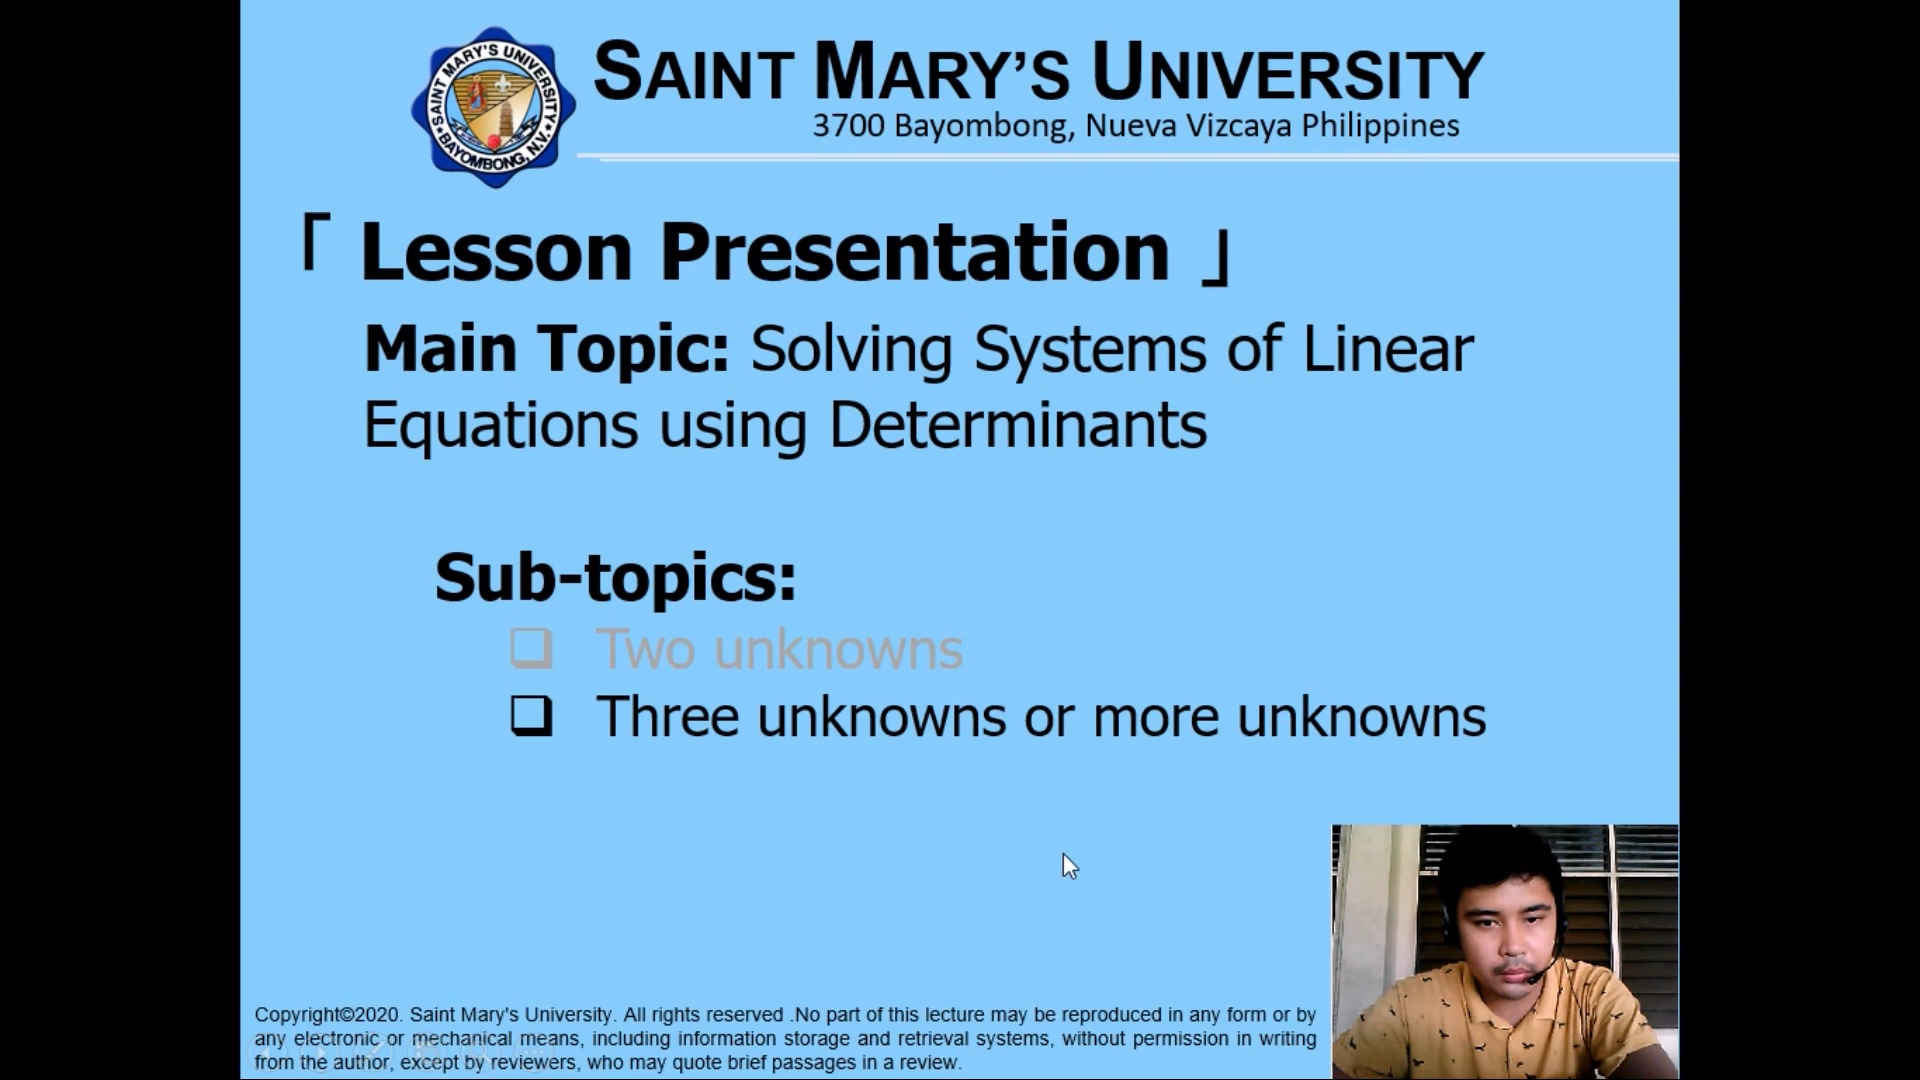 SAINT MARY'S UNIVERSITY
BAYOMBONG, N.V.
SAINT MARY’S UNIVERSITY
3700 Bayombong, Nueva Vizcaya Philippines
「 Lesson Presentation 」
Main Topic: Solving Systems of Linear
Equations using Determinants
Sub-topics:
❑ Two unknowns
❑ Three unknowns or more unknowns
Copyright©2020. Saint Mary's University. All rights reserved .No part of this lecture may be reproduced in any form or by
any electronic or mechanical means, including information storage and retrieval systems, without permission in writing
from the author, except by reviewers, who may quote brief passages in a review.